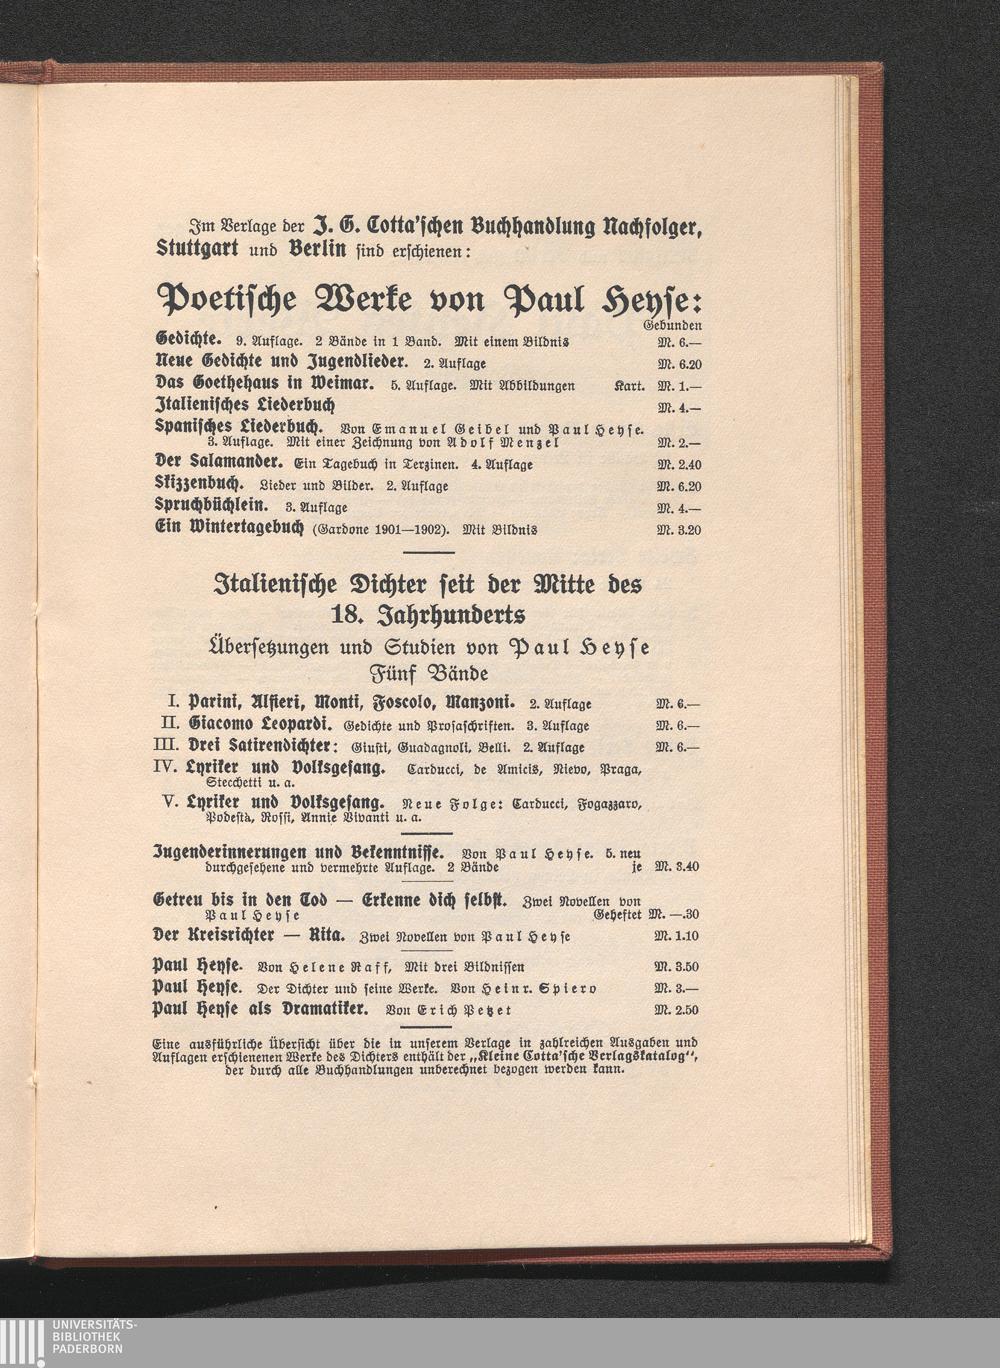 Im Verlage der J. G. Cotta'schen Buchhandlung Nachfolger,
Stuttgart und Berlin sind erschienen:
Poetische Werke von Paul Heyse:
Gebunden
Gedichte. 9. Auflage. 2 Bände in 1 Band. Mit einem Bildnis M. 6.—
Neue Gedichte und Jugendlieder. 2. Auflage M. 6.20
Das Goethehaus in Weimar. 5. Auflage. Mit Abbildungen Kart. M. 1.—
Italienisches Liederbuch M. 4.—
Spanisches Liederbuch. Von Emanuel Geibel und Paul Heyse.
3. Auflage. Mit einer Zeichnung von Adolf Menzel M. 2.—
Der Salamander. Ein Tagebuch in Terzinen. 4. Auflage M. 2.40
Skizzenbuch. Lieder und Bilder. 2. Auflage M. 6.20
Spruchbüchlein. 3. Auflage M. 4.—
Ein Wintertagebuch (Gardone 1901—1902). Mit Bildnis M. 3.20
Italienische Dichter seit der Mitte des
18. Jahrhunderts
Übersetzungen und Studien von Paul Heyse
Fünf Bände
I. Parini, Alfieri, Monti, Foscolo, Manzoni. 2. Auflage M. 6.—
II. Giacomo Leopardi. Gedichte und Prosaschriften. 3. Auflage M. 6.—
III. Drei Satirendichter: Giusti, Guadagnoli, Belli. 2. Auflage M. 6.—
IV. Lyriker und Volksgesang. Carducci, de Amicis, Nievo, Praga,
Stecchetti u. a.
V. Lyriker und Volksgesang. Neue Folge: Carducci, Fogazzaro,
Podestà, Rossi, Annie Vivanti u. a.
Jugenderinnerungen und Bekenntnisse. Von Paul Heyse. 5. neu
durchgesehene und vermehrte Auflage. 2 Bände je M. 3.40
Getreu bis in den Tod — Erkenne dich selbst. Zwei Novellen von
Paul Heyse Geheftet M. —.30
Der Kreisrichter — Rita. Zwei Novellen von Paul Heyse M. 1.10
Paul Heyse. Von Helene Raff, Mit drei Bildnissen M. 3.50
Paul Heyse. Der Dichter und seine Werke. Von Heinr. Spiero M. 3.—
Paul Heyse als Dramatiker. Von Erich Petzet M. 2.50
Eine ausführliche Übersicht über die in unserem Verlage in zahlreichen Ausgaben und
Auflagen erschienenen Werke des Dichters enthält der „Kleine Cotta'sche Verlagskatalog“,
der durch alle Buchhandlungen unberechnet bezogen werden kann.
UNIVERSITÄTS-
BIBLIOTHEK
PADERBORN